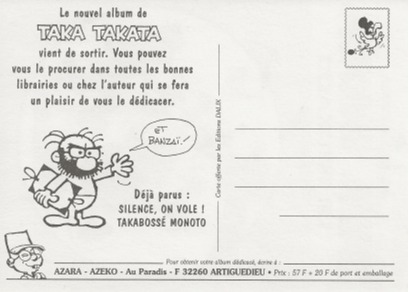 Le nouvel album de
TAKA TAKATA
vient de sortir. Vous pouvez
vous le procurer dans toutes les bonnes
librairies ou chez l'auteur qui se fera
un plaisir de vous le dédicacer.
ET
BANZAÏ!
Déjà parus :
SILENCE, ON VOLE !
TAKABOSSÉ MONOTO
Carte offerte par les Editions DALIX
Pour obtenir votre album dédicacé, écrire à :
AZARA - AZEKO - Au Paradis - F 32260 ARTIGUEDIEU • Prix : 57 F + 20 F de port et emballage